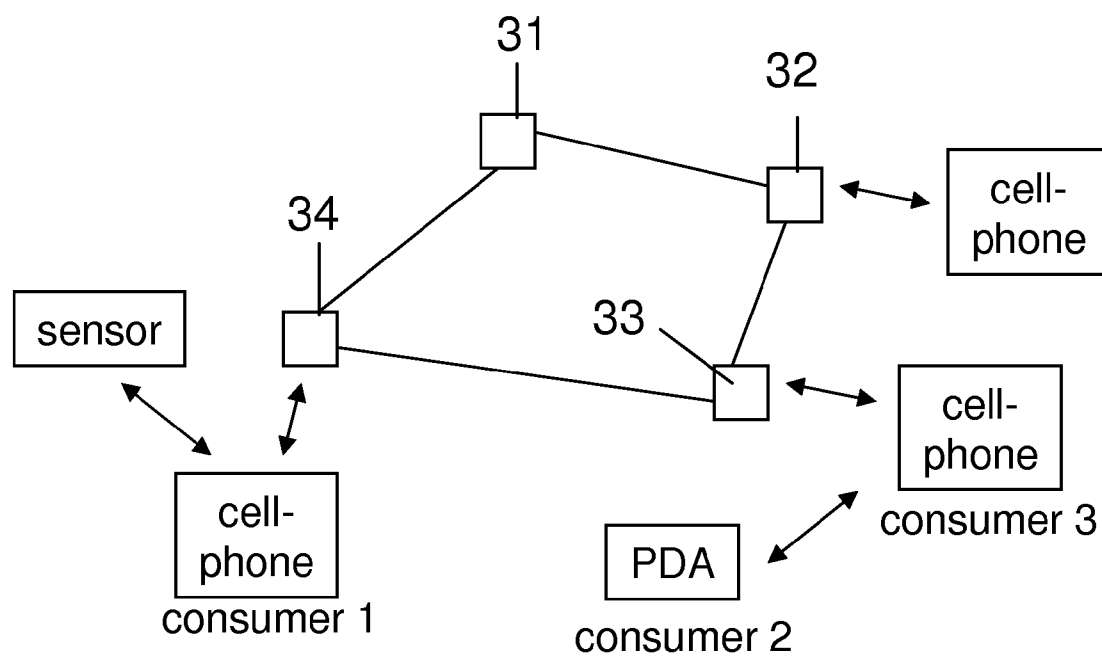 31
32
cell-
phone
34
sensor
33
cell-
phone
consumer 3
cell-
phone
consumer 1
PDA
consumer 2